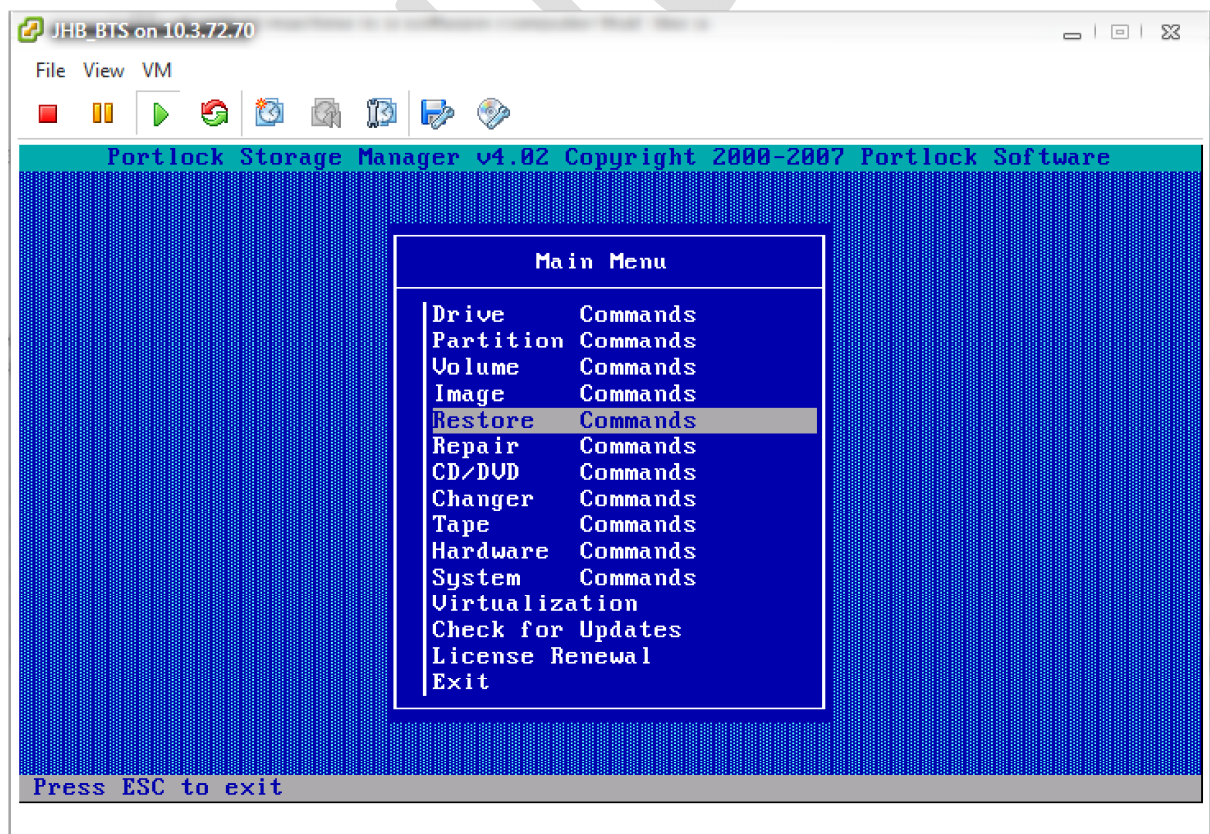 JHB_BTS on 10.3.72.70
File View VM
Portlock Storage Manager v4.02 Copyright 2000-2007 Portlock Software
Main Menu
Drive Commands
Partition Commands
Volume Commands
Image Commands
Restore Commands
Repair Commands
CD/DVD Commands
Changer Commands
Tape Commands
Hardware Commands
System Commands
Virtualization
Check for Updates
License Renewal
Exit
Press ESC to exit